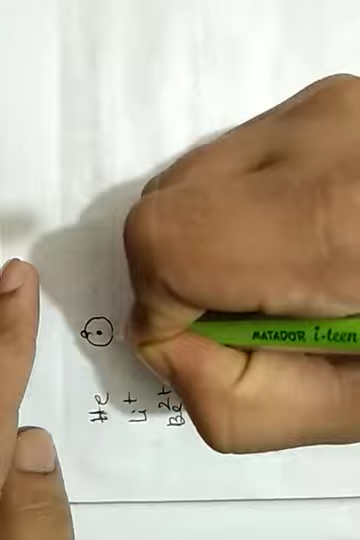 He
Li+
Be2+
MATADOR i-teen